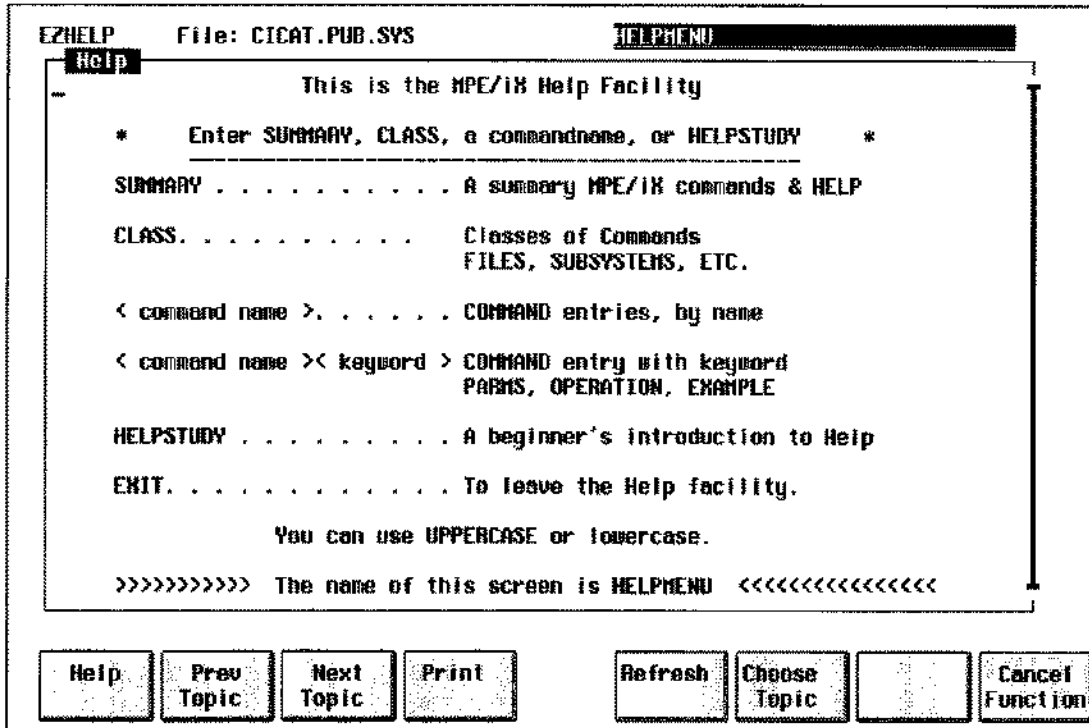 EZHELP File: CICAT.PUB.SYS HELPMENU
Help
This is the MPE/iX Help Facility
* Enter SUMMARY, CLASS, a commandname, or HELPSTUDY *
SUMMARY . . . . . . . . . . A summary MPE/iX commands & HELP
CLASS. . . . . . . . . . . Classes of Commands
FILES, SUBSYSTEMS, ETC.
< command name >. . . . . . COMMAND entries, by name
< command name >< keyword > COMMAND entry with keyword
PARMS, OPERATION, EXAMPLE
HELPSTUDY . . . . . . . . . A beginner's introduction to Help
EXIT. . . . . . . . . . . . To leave the Help facility.
You can use UPPERCASE or lowercase.
>>>>>>>>>>> The name of this screen is HELPMENU <<<<<<<<<<<<<<<<
Help Prev Topic Next Topic Print Refresh Choose Topic Cancel Function